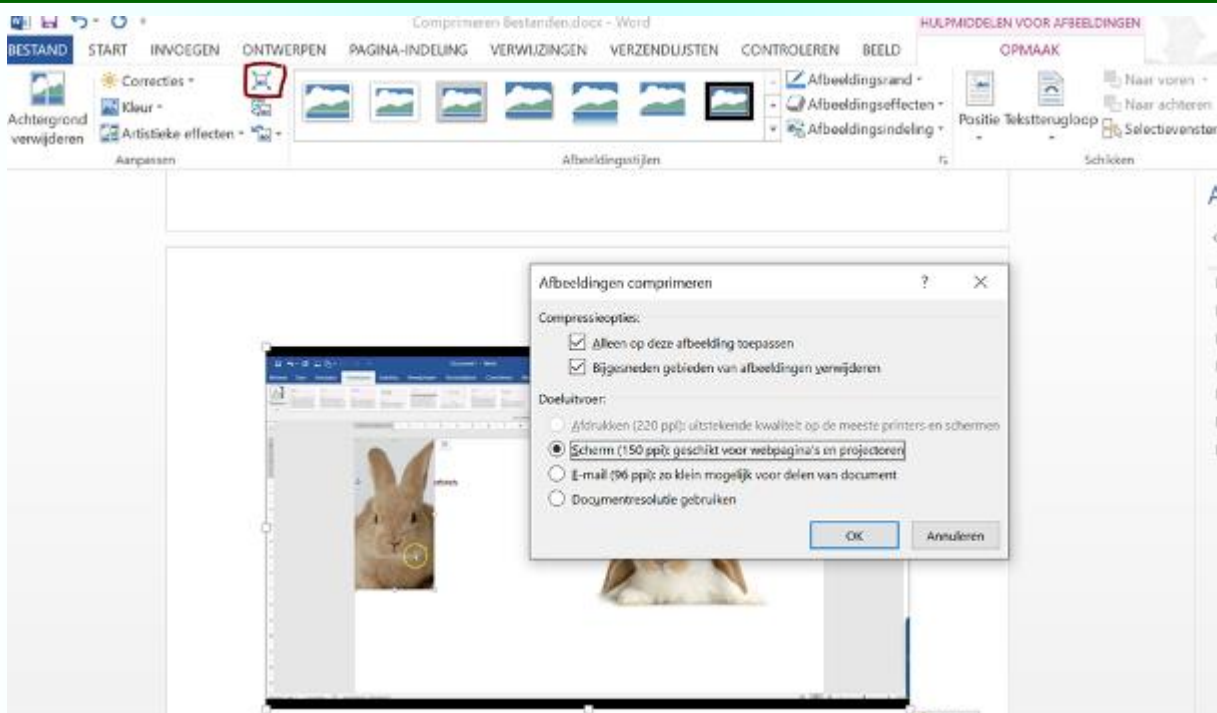 Comprimeren Bestanden.docx - Word
HULPMIDDELEN VOOR AFBEELDINGEN
BESTAND START INVOEGEN ONTWERPEN PAGINA-INDELING VERWIJZINGEN VERZENDLIJSTEN CONTROLEREN BEELD OPMAAK
Achtergrond verwijderen
Correcties
Kleur
Artistieke effecten
Aanpassen
Afbeeldingsstijlen
Afbeeldingsrand
Afbeeldingseffecten
Afbeeldingsindeling
Positie Tekstterugloop
Naar voren
Naar achteren
Selectievenster
Schikken
Afbeeldingen comprimeren ?
Compressieopties:
Alleen op deze afbeelding toepassen
Bijgesneden gebieden van afbeeldingen verwijderen
Doeluitvoer:
Afdrukken (220 ppi): uitstekende kwaliteit op de meeste printers en schermen
Scherm (150 ppi): geschikt voor webpagina's en projectoren
E-mail (96 ppi): zo klein mogelijk voor delen van document
Documentresolutie gebruiken
OK Annuleren